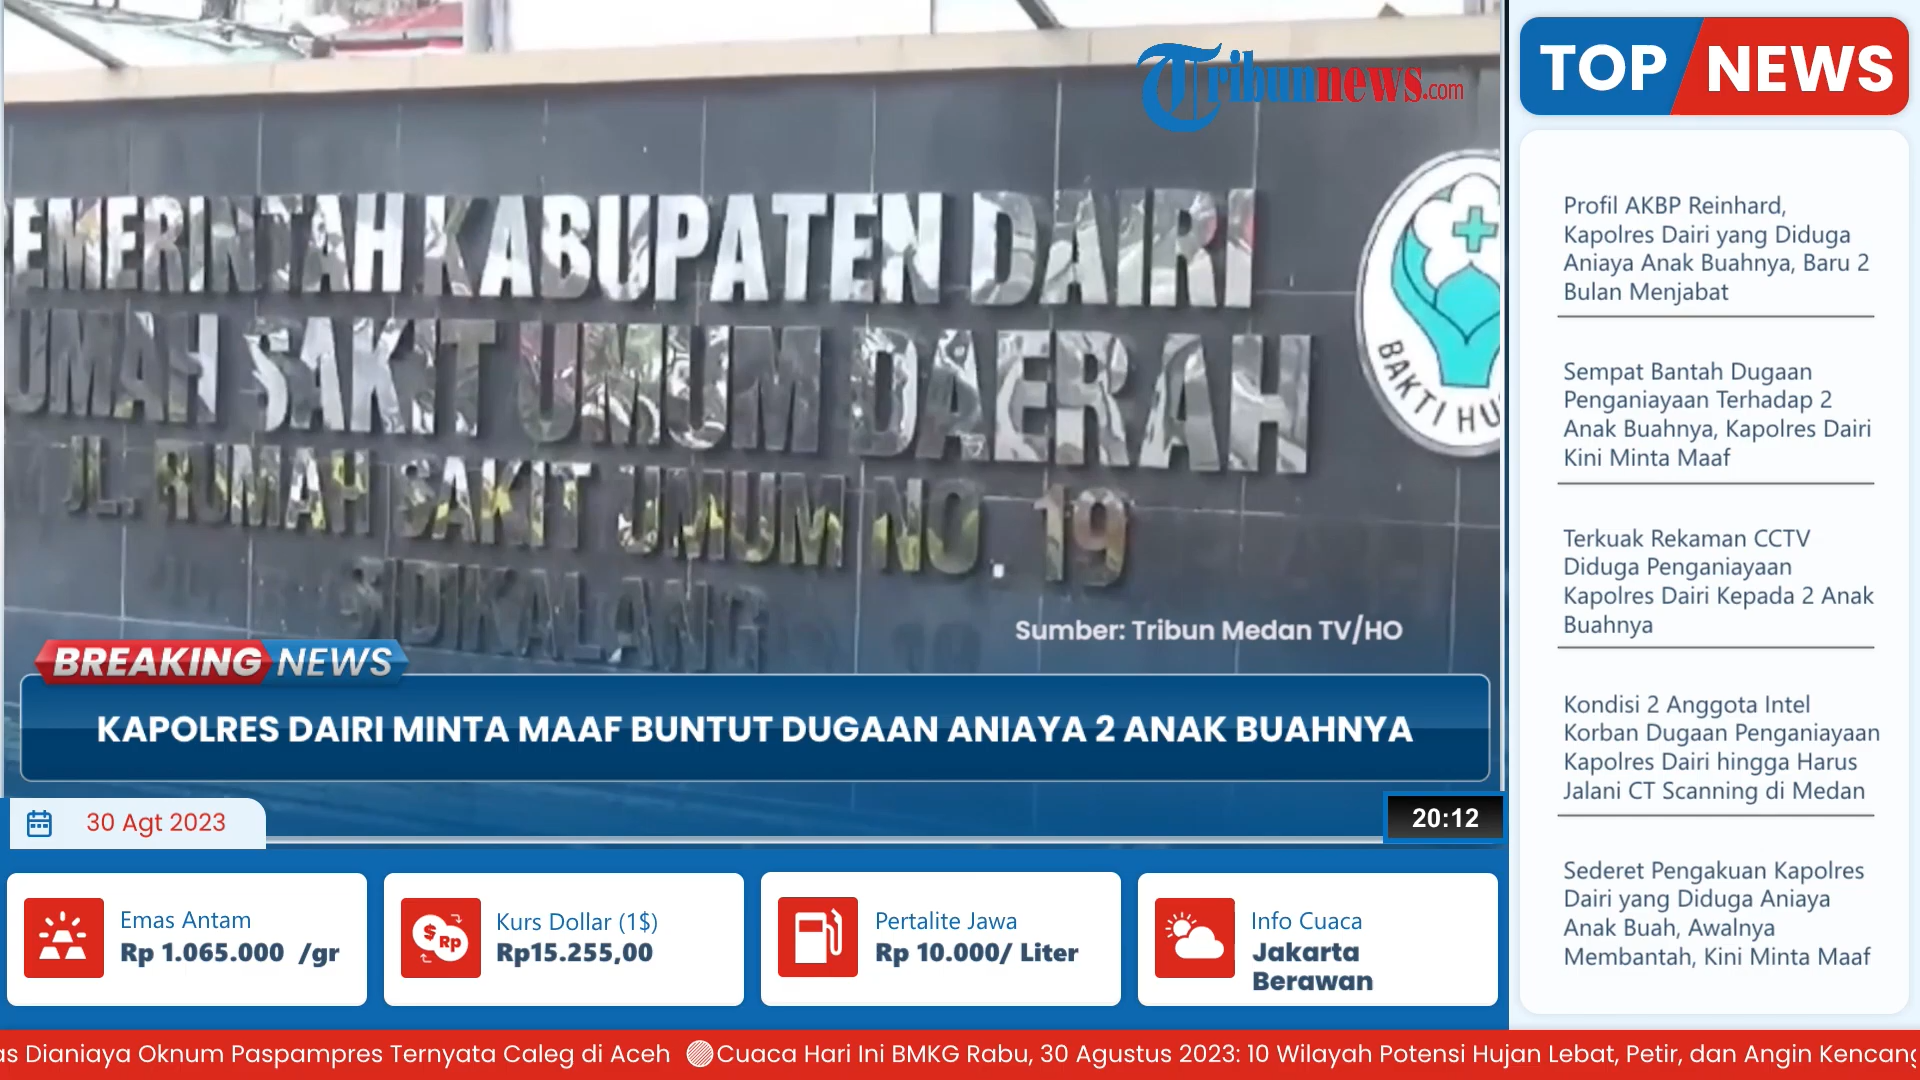 Tribunnews.com
EMERINTAH KABUPATEN DAIRI
UMAH SAKIT UMUM DAERAH
JL. RUMAH SAKIT UMUM NO. 19
SIDIKALANG
BAKTI HU
Sumber: Tribun Medan TV/HO
BREAKING NEWS
KAPOLRES DAIRI MINTA MAAF BUNTUT DUGAAN ANIAYA 2 ANAK BUAHNYA
30 Agt 2023
20:12
Emas Antam
Rp 1.065.000 /gr
Kurs Dollar (1$)
$ Rp
Rp15.255,00
Pertalite Jawa
Rp 10.000/ Liter
Info Cuaca
Jakarta
Berawan
TOP NEWS
Profil AKBP Reinhard,
Kapolres Dairi yang Diduga
Aniaya Anak Buahnya, Baru 2
Bulan Menjabat
Sempat Bantah Dugaan
Penganiayaan Terhadap 2
Anak Buahnya, Kapolres Dairi
Kini Minta Maaf
Terkuak Rekaman CCTV
Diduga Penganiayaan
Kapolres Dairi Kepada 2 Anak
Buahnya
Kondisi 2 Anggota Intel
Korban Dugaan Penganiayaan
Kapolres Dairi hingga Harus
Jalani CT Scanning di Medan
Sederet Pengakuan Kapolres
Dairi yang Diduga Aniaya
Anak Buah, Awalnya
Membantah, Kini Minta Maaf
as Dianiaya Oknum Paspampres Ternyata Caleg di Aceh Cuaca Hari Ini BMKG Rabu, 30 Agustus 2023: 10 Wilayah Potensi Hujan Lebat, Petir, dan Angin Kencang